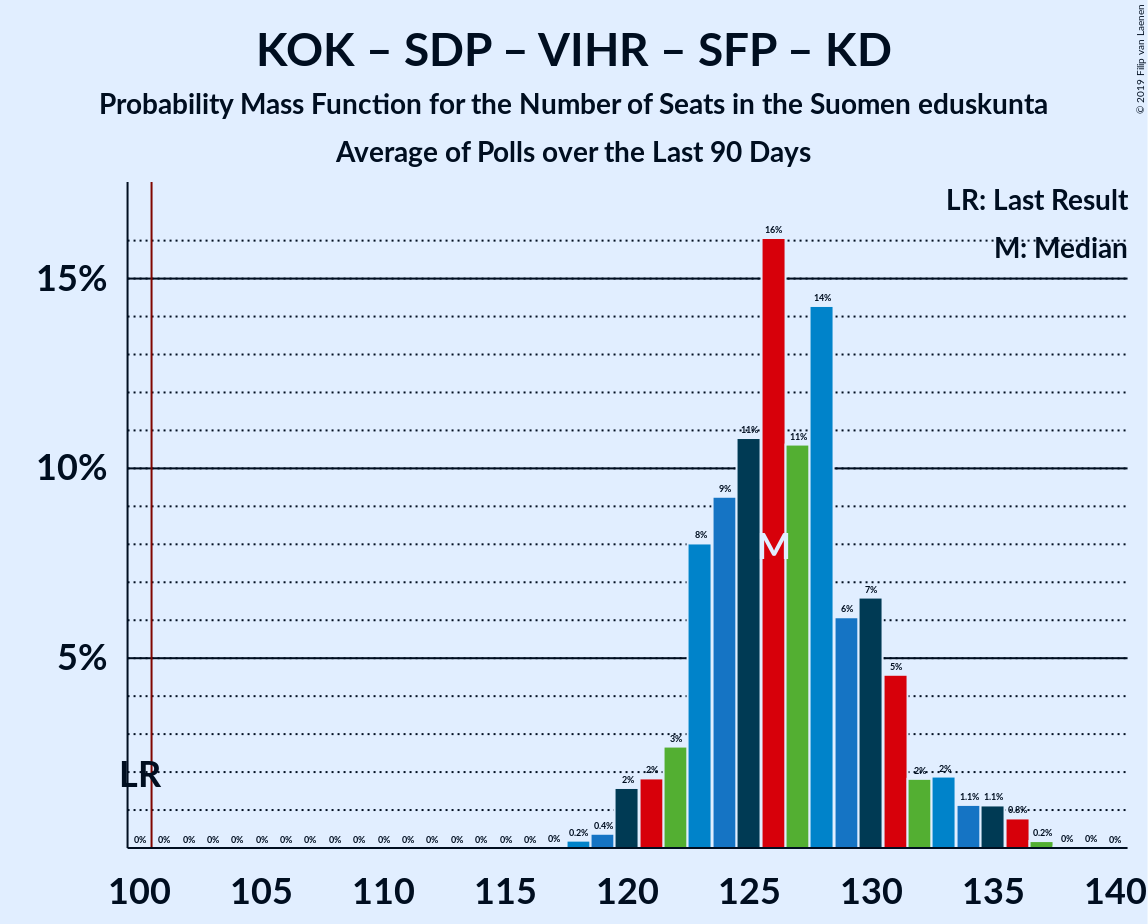 KOK – SDP – VIHR – SFP – KD
Probability Mass Function for the Number of Seats in the Suomen eduskunta
Average of Polls over the Last 90 Days
© 2019 Filip van Laenen
LR: Last Result
M: Median
15%
10%
5%
LR
M
0% 0% 0% 0% 0% 0% 0% 0% 0% 0% 0% 0% 0% 0% 0% 0% 0% 0% 0.2% 0.4% 2% 2% 3% 8% 9% 11% 16% 11% 14% 6% 7% 5% 2% 2% 1.1% 1.1% 0.8% 0.2% 0% 0% 0%
100 105 110 115 120 125 130 135 140